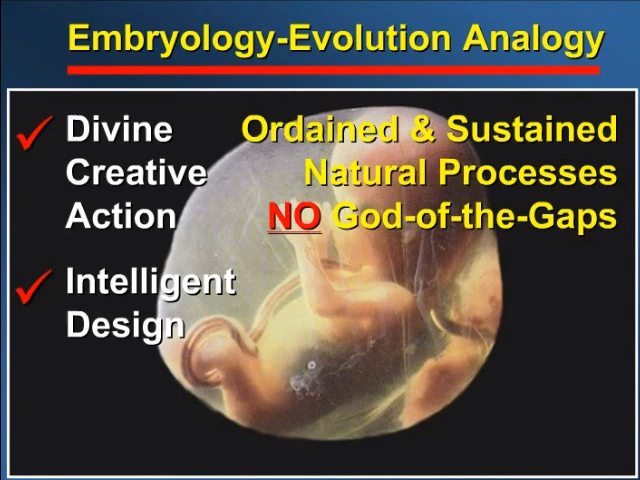 Embryology-Evolution Analogy
Divine
Creative
Action
Ordained & Sustained
Natural Processes
NO God-of-the-Gaps
Intelligent
Design